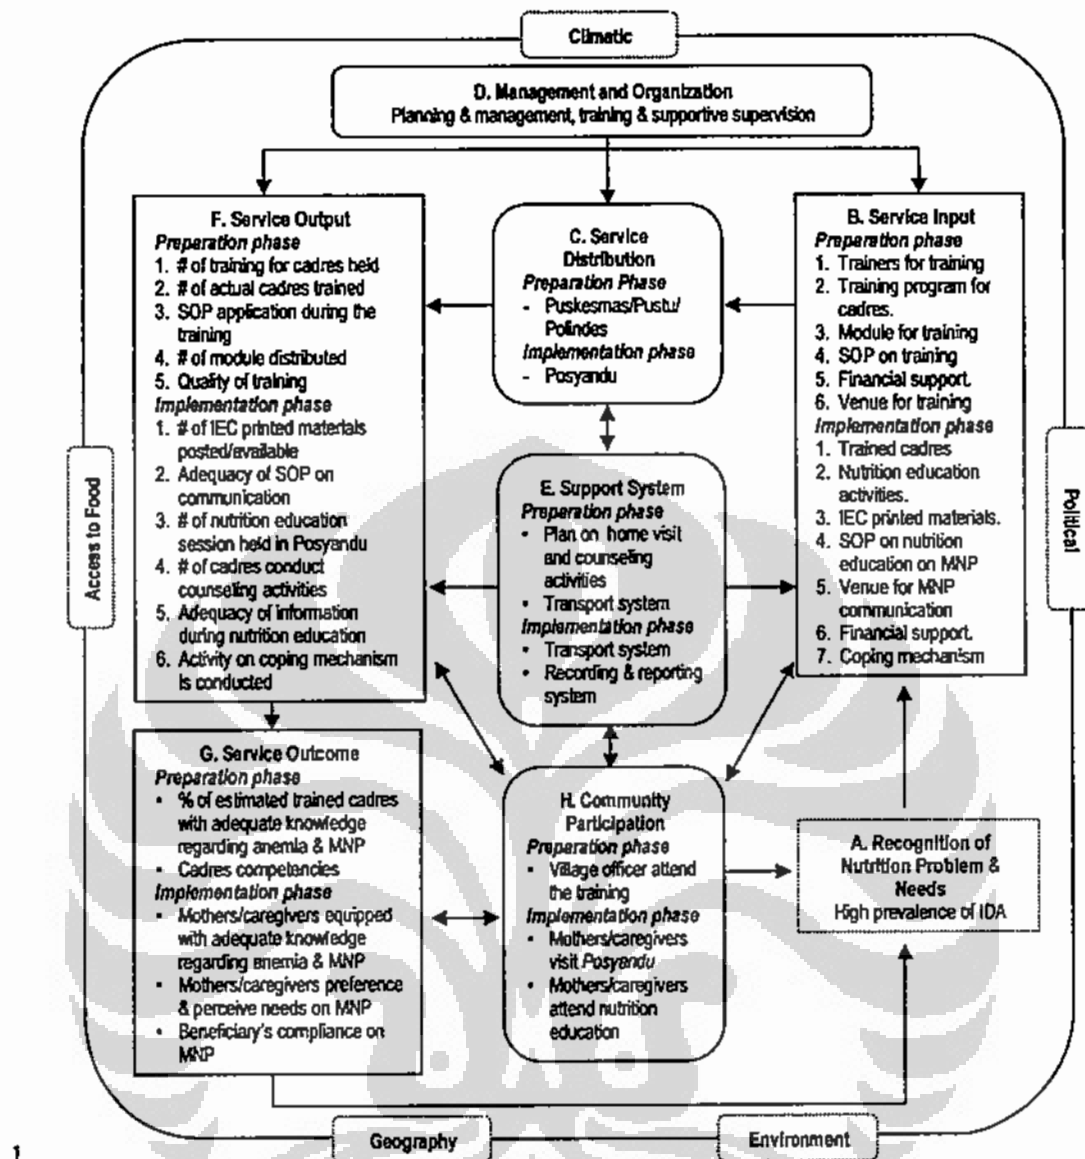 Climatic
D. Management and Organization
Planning & management, training & supportive supervision
F. Service Output
Preparation phase
1. # of training for cadres held
2. # of actual cadres trained
3. SOP application during the
training
4. # of module distributed
5. Quality of training
Implementation phase
1. # of IEC printed materials
posted/available
2. Adequacy of SOP on
communication
3. # of nutrition education
session held in Posyandu
4. # of cadres conduct
counseling activities
5. Adequacy of information
during nutrition education
6. Activity on coping mechanism
is conducted
C. Service
Distribution
Preparation Phase
- Puskesmas/Pustu/
Polindes
Implementation phase
- Posyandu
B. Service Input
Preparation phase
1. Trainers for training
2. Training program for
cadres.
3. Module for training
4. SOP on training
5. Financial support.
6. Venue for training
Implementation phase
1. Trained cadres
2. Nutrition education
activities.
3. IEC printed materials.
4. SOP on nutrition
education on MNP
5. Venue for MNP
communication
6. Financial support.
7. Coping mechanism
E. Support System
Preparation phase
• Plan on home visit
and counseling
activities
• Transport system
Implementation phase
• Transport system
• Recording & reporting
system
Access to Food
Political
G. Service Outcome
Preparation phase
• % of estimated trained cadres
with adequate knowledge
regarding anemia & MNP
• Cadres competencies
Implementation phase
• Mothers/caregivers equipped
with adequate knowledge
regarding anemia & MNP
• Mothers/caregivers preference
& perceive needs on MNP
• Beneficiary's compliance on
MNP
H. Community
Participation
Preparation phase
• Village officer attend
the training
Implementation phase
• Mothers/caregivers
visit Posyandu
• Mothers/caregivers
attend nutrition
education
A. Recognition of
Nutrition Problem &
Needs
High prevalence of IDA
Geography
Environment
1